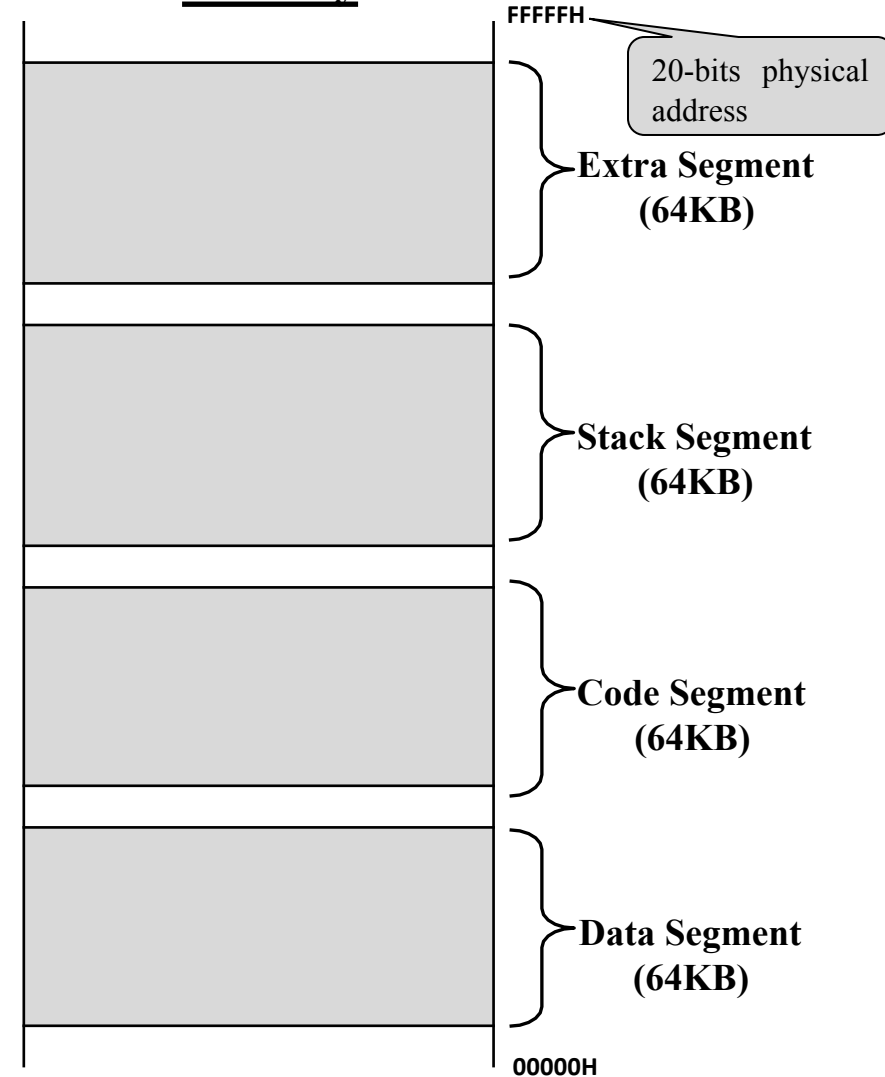 FFFFFH
20-bits physical
address
Extra Segment
(64KB)
Stack Segment
(64KB)
Code Segment
(64KB)
Data Segment
(64KB)
00000H